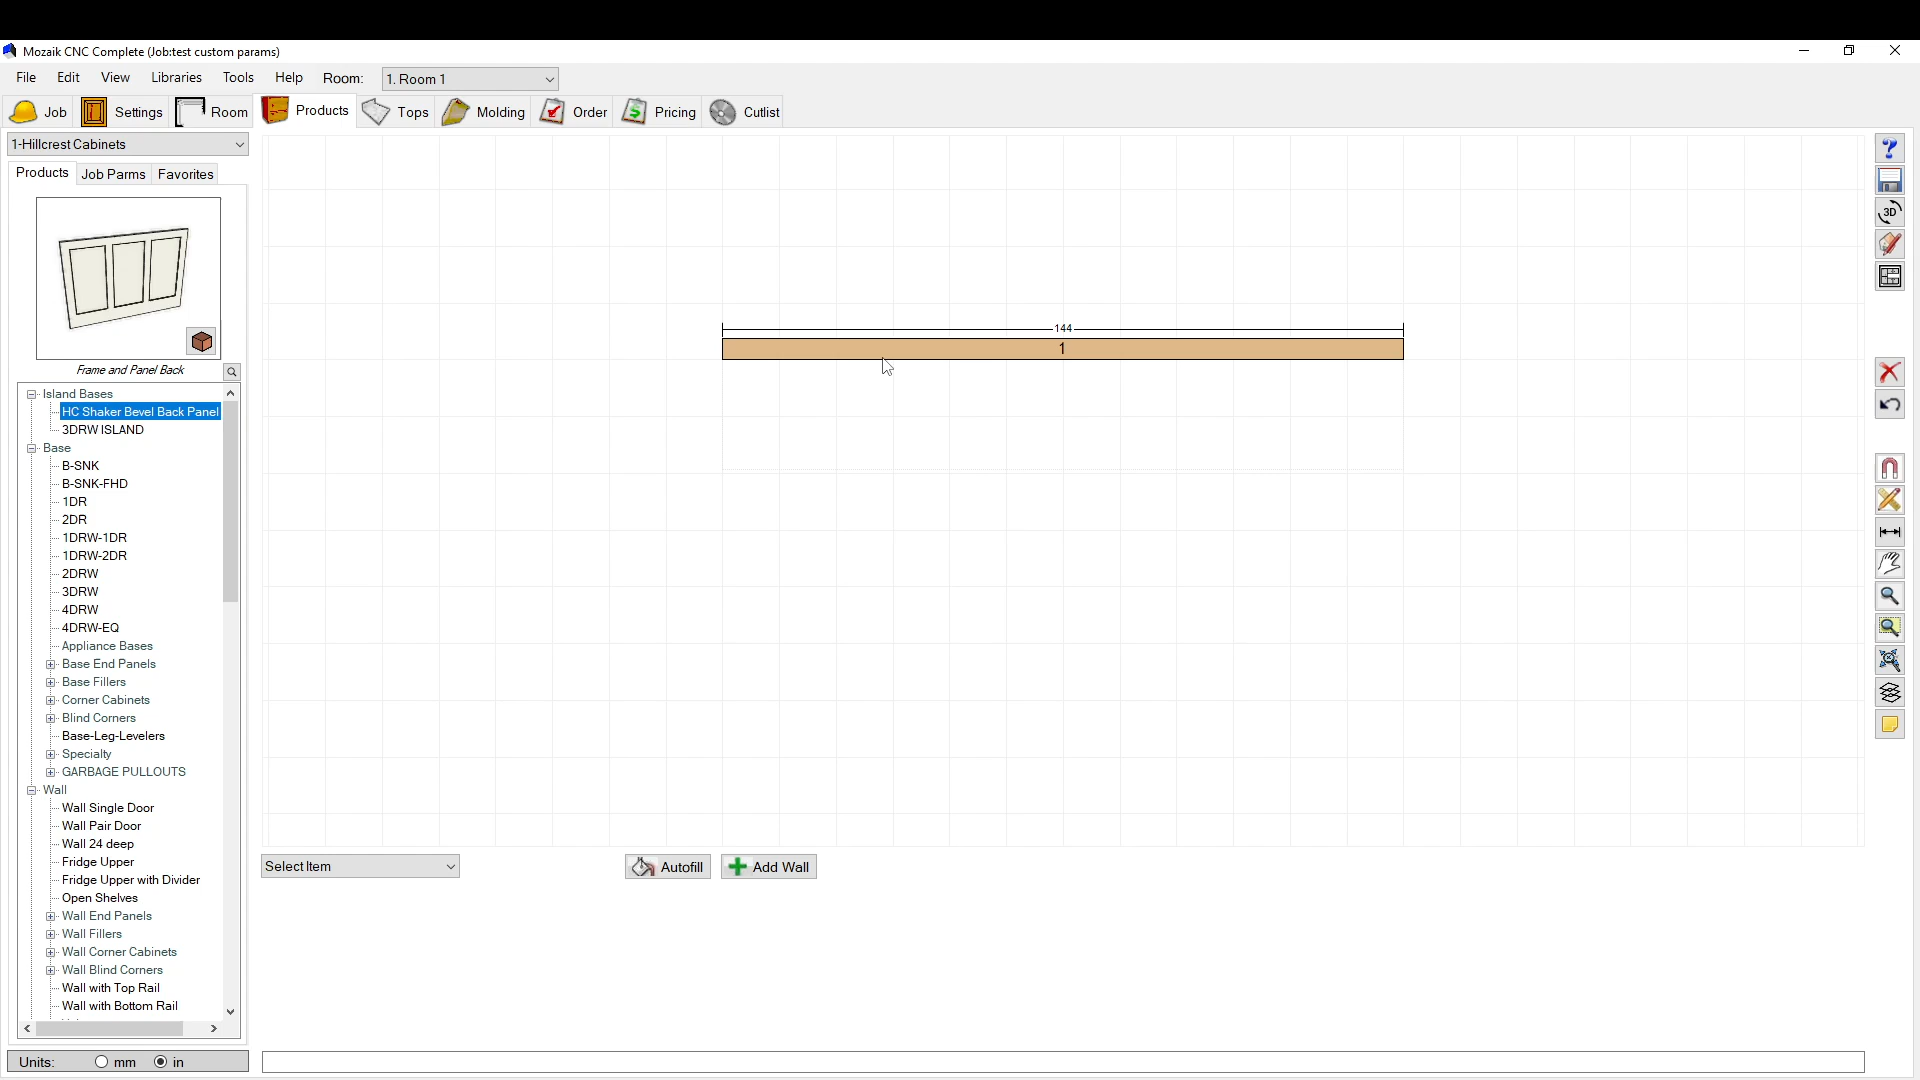 Mozaik CNC Complete (Job:test custom params)
File Edit View Libraries Tools Help Room: 1. Room 1
Job Settings Room Products Tops Molding Order Pricing Cutlist
1-Hillcrest Cabinets
Products Job Parms Favorites
Frame and Panel Back
Island Bases
HC Shaker Bevel Back Panel
3DRW ISLAND
Base
B-SNK
B-SNK-FHD
1DR
2DR
1DRW-1DR
1DRW-2DR
2DRW
3DRW
4DRW
4DRW-EQ
Appliance Bases
Base End Panels
Base Fillers
Corner Cabinets
Blind Corners
Base-Leg-Levelers
Specialty
GARBAGE PULLOUTS
Wall
Wall Single Door
Wall Pair Door
Wall 24 deep
Fridge Upper
Fridge Upper with Divider
Open Shelves
Wall End Panels
Wall Fillers
Wall Corner Cabinets
Wall Blind Corners
Wall with Top Rail
Wall with Bottom Rail
Units: mm in
144
1
Select Item Autofill Add Wall
?
3D